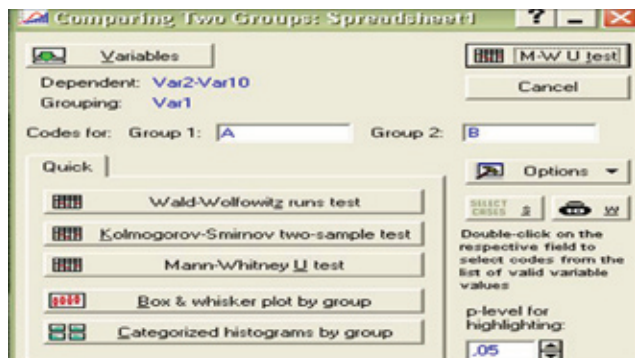 Comparing Two Groups: Spreadsheet1
Variables
M-W U test
Dependent: Var2-Var10
Cancel
Grouping: Var1
Codes for: Group 1: A Group 2: B
Quick
Options
Wald-Wolfowitz runs test
SELECT CASES S W
Kolmogorov-Smirnov two-sample test
Mann-Whitney U test
Box & whisker plot by group
Categorized histograms by group
Double-click on the
respective field to
select codes from the
list of valid variable
values
p-level for
highlighting:
.05